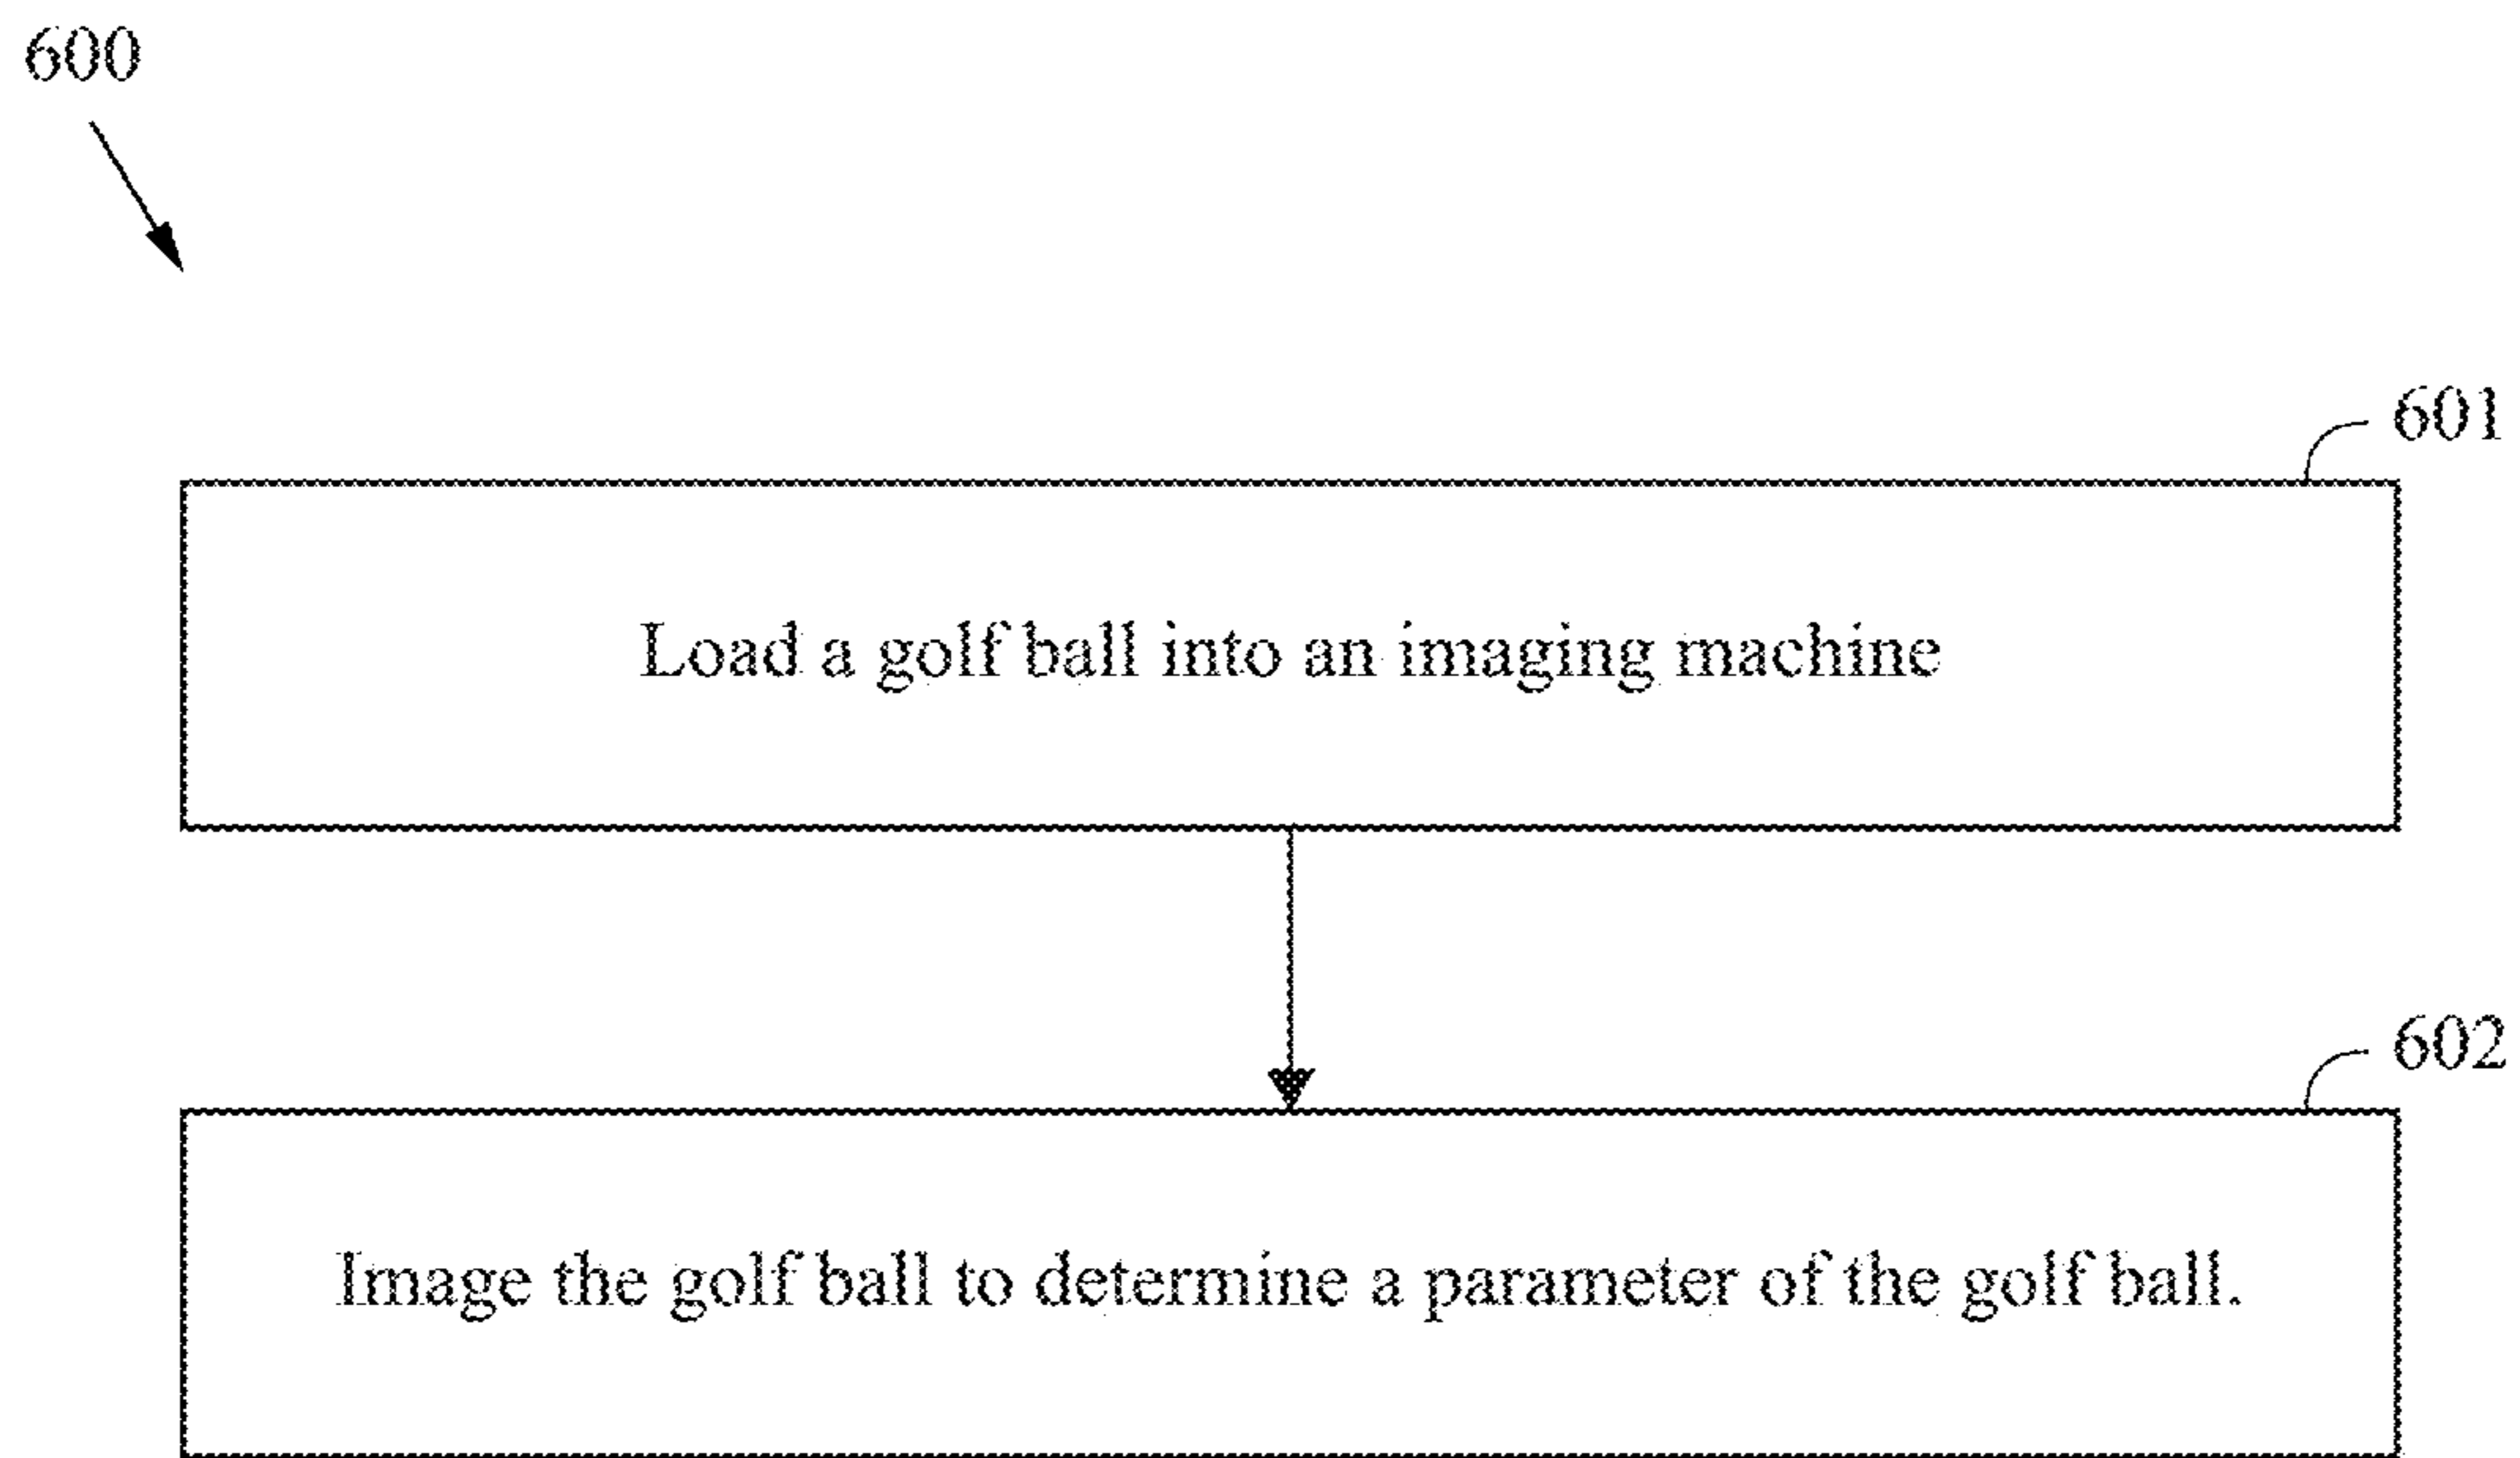 600
601
Load a golf ball into an imaging machine
602
Image the golf ball to determine a parameter of the golf ball.